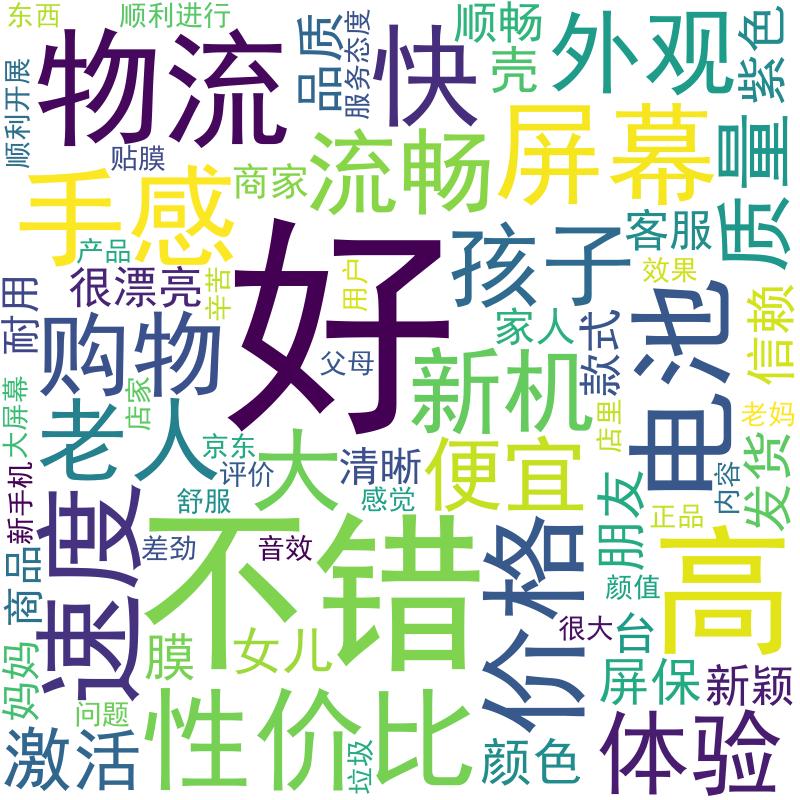 东西
顺利进行
物流
品质
服务态度
快
顺畅
壳
外观
紫色
顺利开展
贴膜
手感
商家
流畅
屏幕
质量
产品
很漂亮
辛苦
好
用户
孩子
客服
效果
耐用
购物
父母
家人
款式
电池
信赖
新机
大屏幕
老人
店家
京东
评价
大
清晰
便宜
店里
老妈
内容
发货
新手机
舒服
感觉
朋友
正品
速度
差劲
音效
不错
价格
高
商品
颜值
很大
台
妈妈
膜
女儿
屏保
新颖
问题
激活
性价比
垃圾
颜色
体验